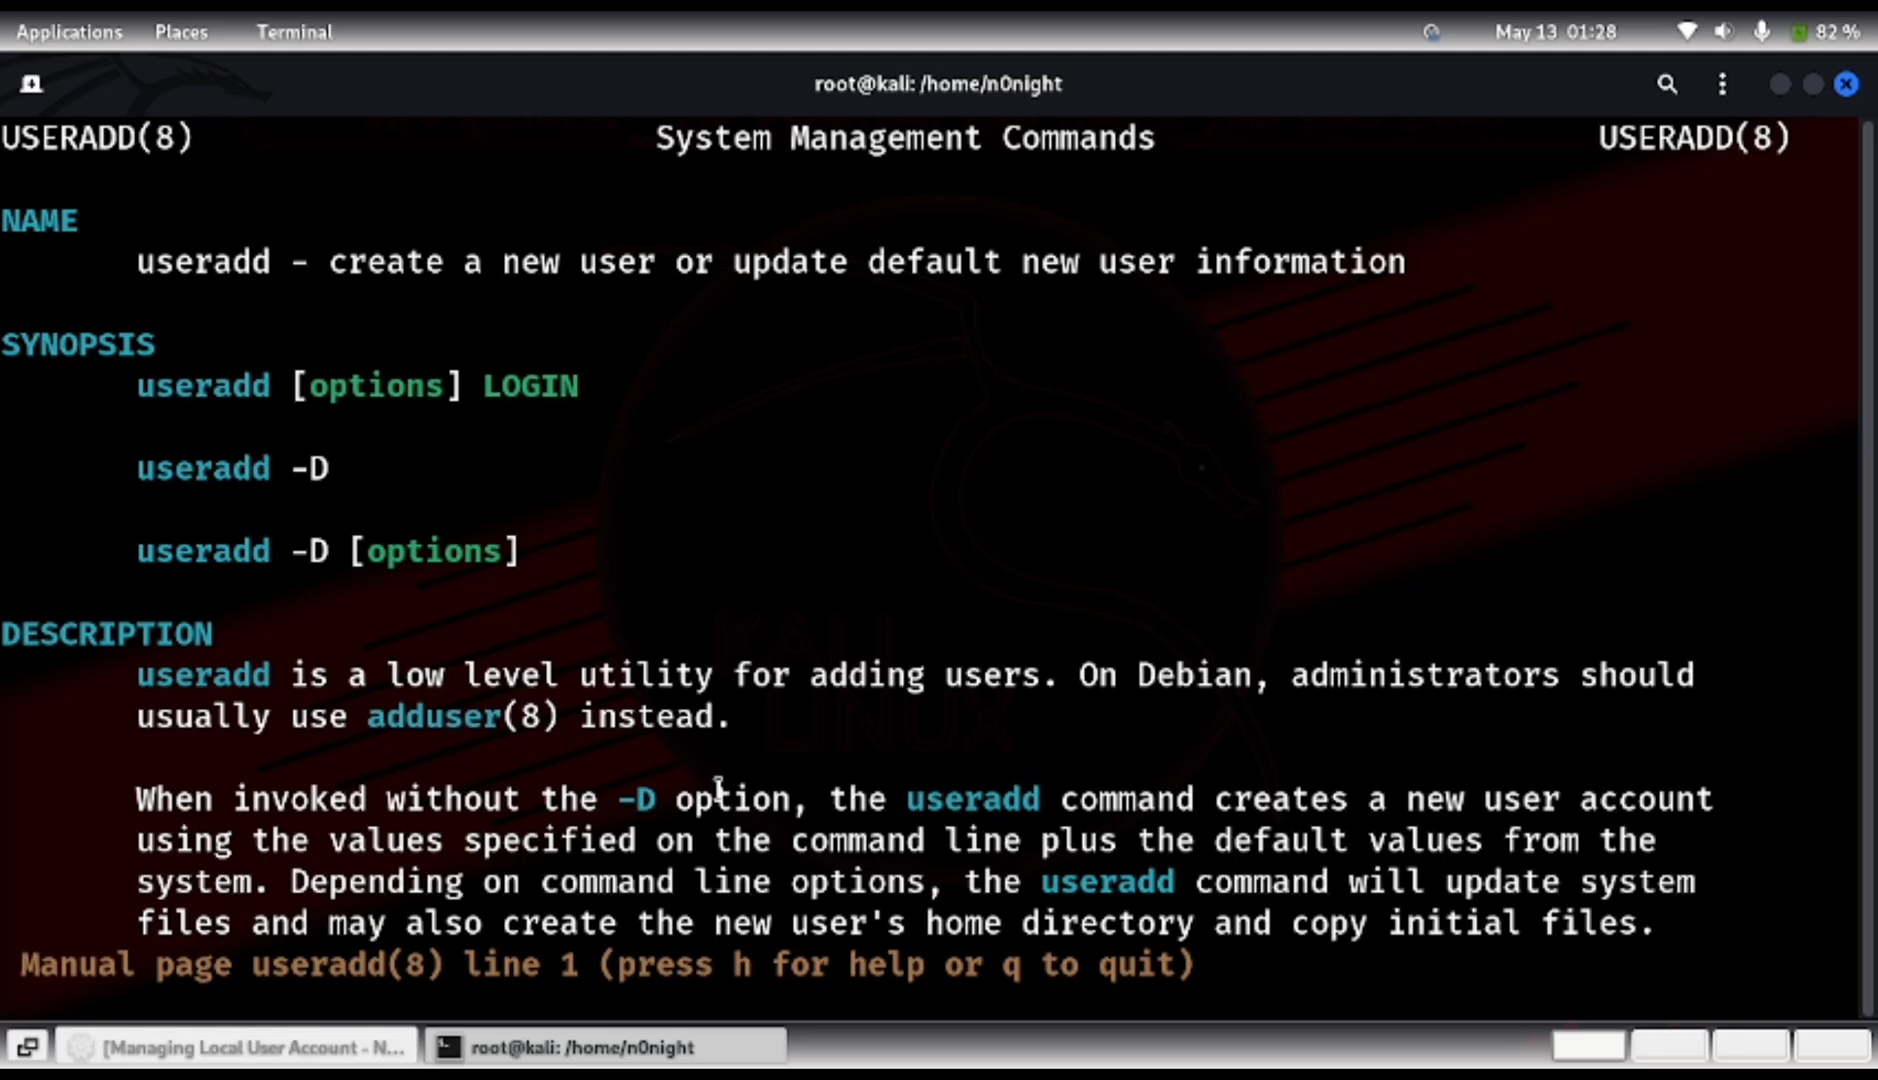 Applications Places Terminal May 13 01:28 82 %
root@kali: /home/n0night
USERADD(8) System Management Commands USERADD(8)
NAME
useradd - create a new user or update default new user information
SYNOPSIS
useradd [options] LOGIN
useradd -D
useradd -D [options]
DESCRIPTION
useradd is a low level utility for adding users. On Debian, administrators should
usually use adduser(8) instead.
KALI
LINUX
When invoked without the -D option, the useradd command creates a new user account
using the values specified on the command line plus the default values from the
system. Depending on command line options, the useradd command will update system
files and may also create the new user's home directory and copy initial files.
Manual page useradd(8) line 1 (press h for help or q to quit)
[Managing Local User Account - N... root@kali: /home/n0night